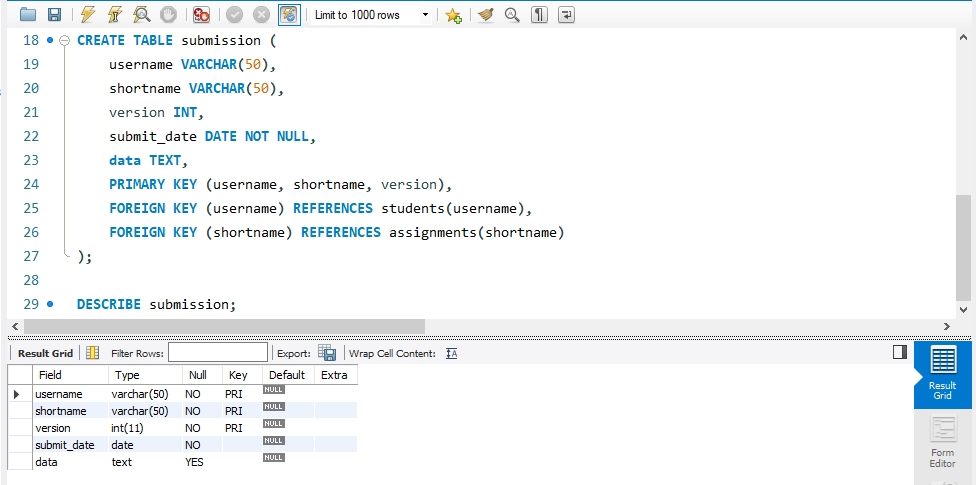 Limit to 1000 rows
18 CREATE TABLE submission (
19 username VARCHAR(50),
20 shortname VARCHAR(50),
21 version INT,
22 submit_date DATE NOT NULL,
23 data TEXT,
24 PRIMARY KEY (username, shortname, version),
25 FOREIGN KEY (username) REFERENCES students(username),
26 FOREIGN KEY (shortname) REFERENCES assignments(shortname)
27 );
28
29 DESCRIBE submission;
Result Grid Filter Rows: Export: Wrap Cell Content: IA
Field Type Null Key Default Extra
username varchar(50) NO PRI NULL
shortname varchar(50) NO PRI NULL
version int(11) NO PRI NULL
submit_date date NO NULL
data text YES NULL
Result
Grid
Form
Editor